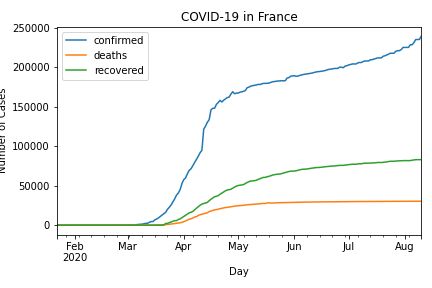 COVID-19 in France
250000
200000
150000
100000
50000
0
Number of Cases
confirmed
deaths
recovered
Feb
2020
Mar
Apr
May
Jun
Jul
Aug
Day